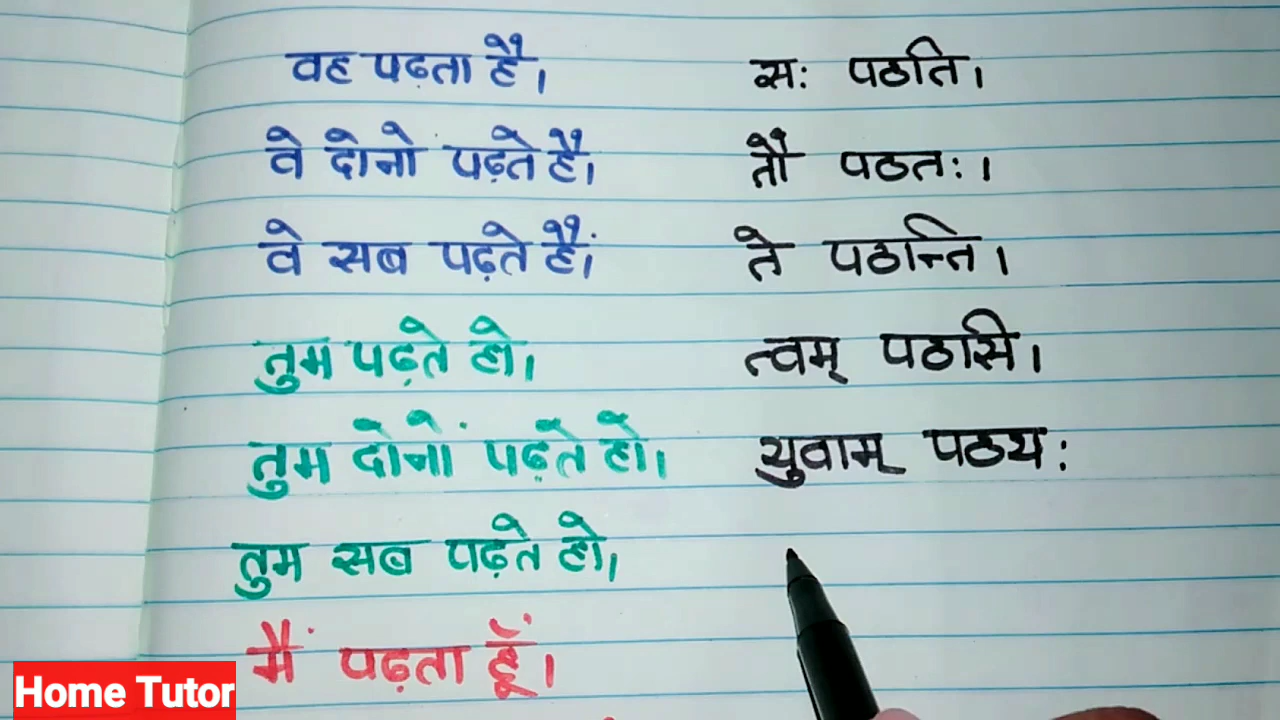 वह पढ़ता है। सः पठति।
वे दोनो पढ़ते है। तौ पठतः।
वे सब पढ़ते हैं। ते पठन्ति।
तुम पढ़ते हो। त्वम् पठसि।
तुम दोनों पढ़ते हो। युवाम् पठथः
तुम सब पढ़ते हो।
मैं पढ़ता हूँ।
Home Tutor